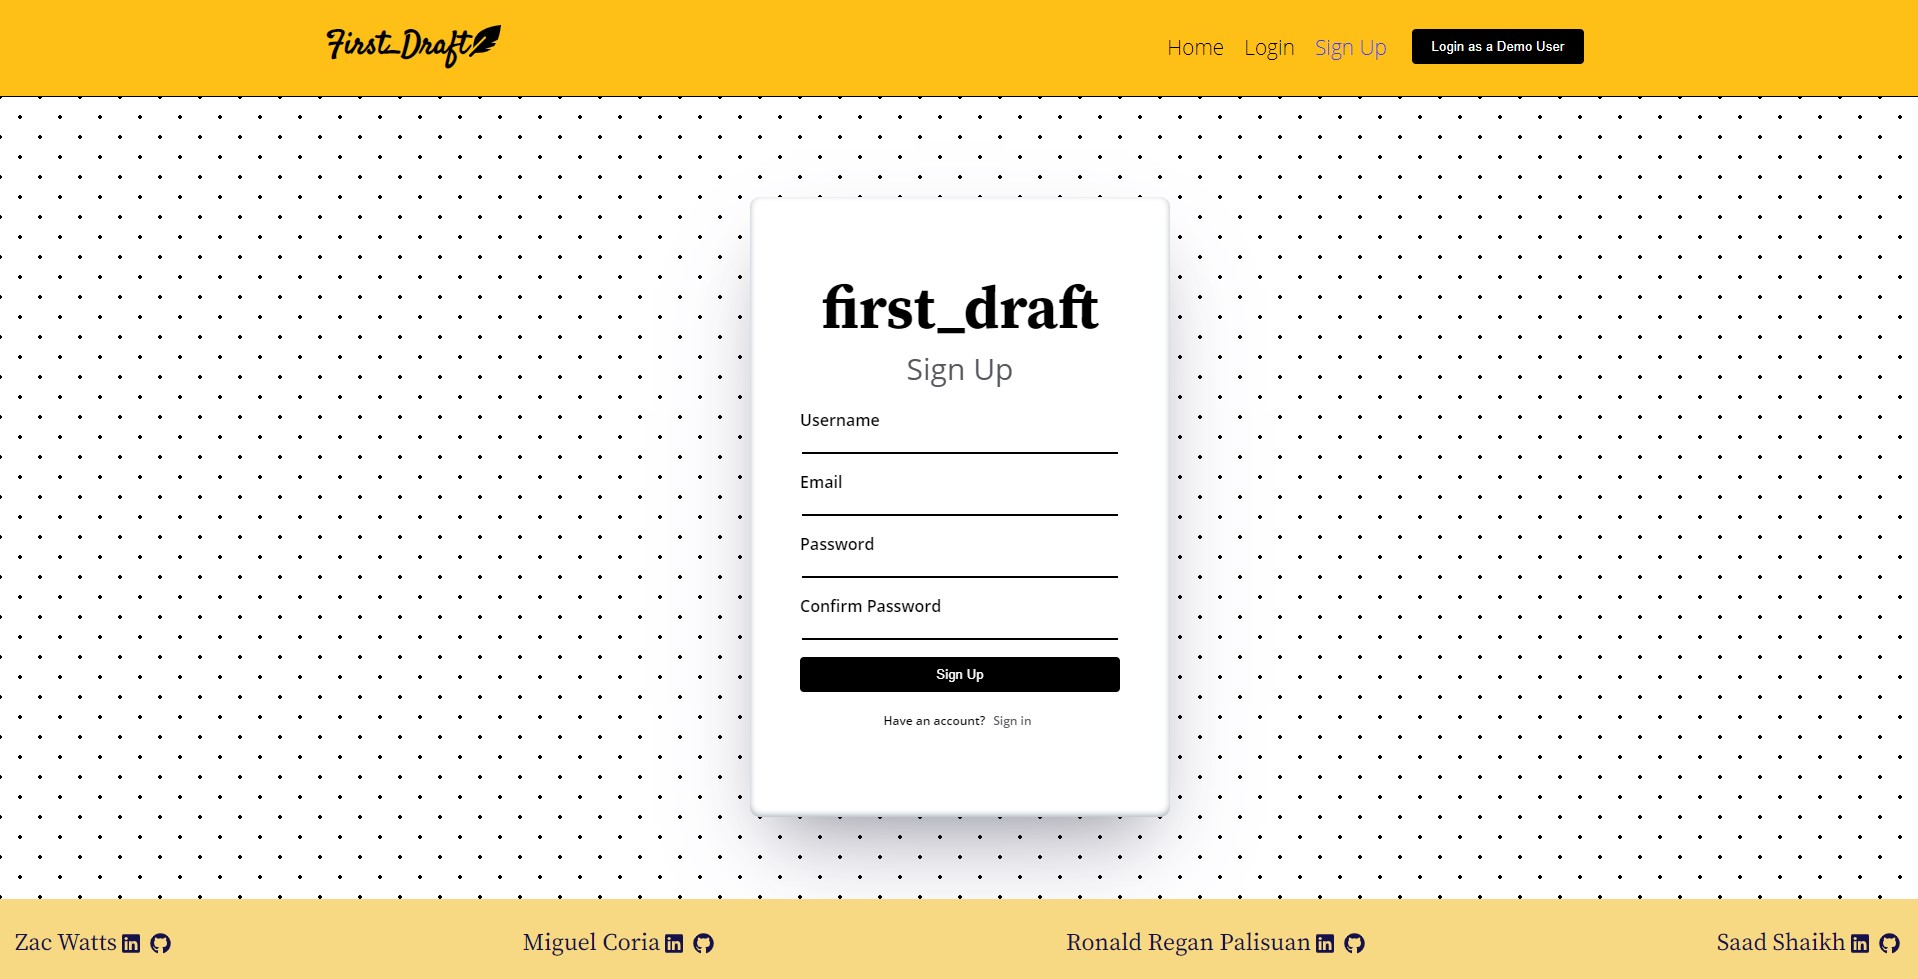 First_Draft
Home Login Sign Up Login as a Demo User
first_draft
Sign Up
Username
Email
Password
Confirm Password
Sign Up
Have an account? Sign in
Zac Watts Miguel Coria Ronald Regan Palisuan Saad Shaikh